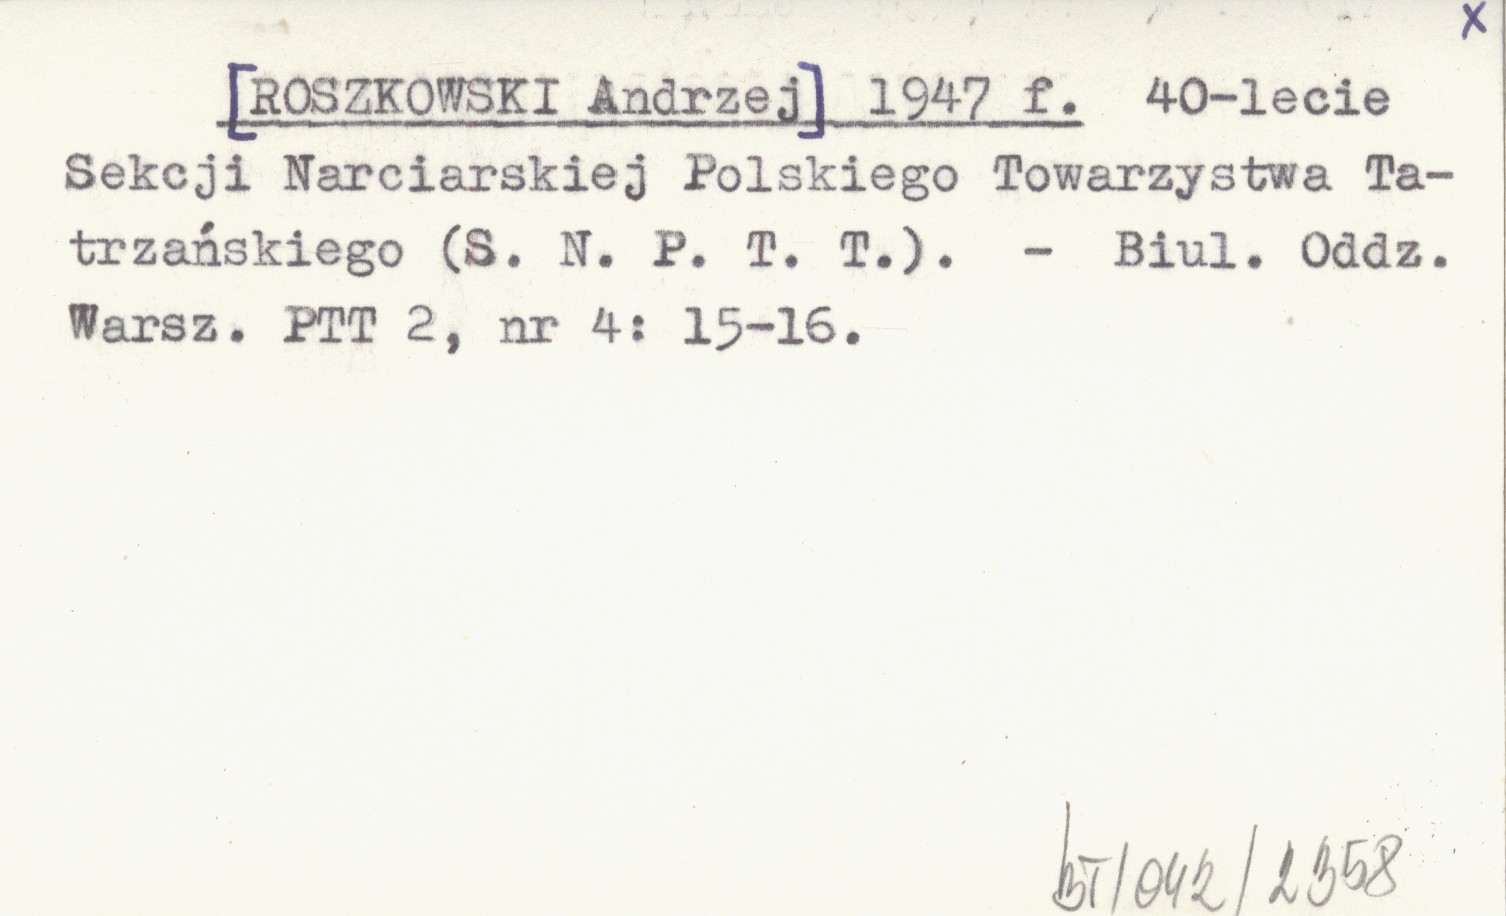 x
[ROSZKOWSKI Andrzej] 1947 f. 40-lecie
Sekcji Narciarskiej Polskiego Towarzystwa Ta-
trzańskiego (S. N. P. T. T.). - Biul. Oddz.
Warsz. PTT 2, nr 4: 15-16.
BT/042/2358